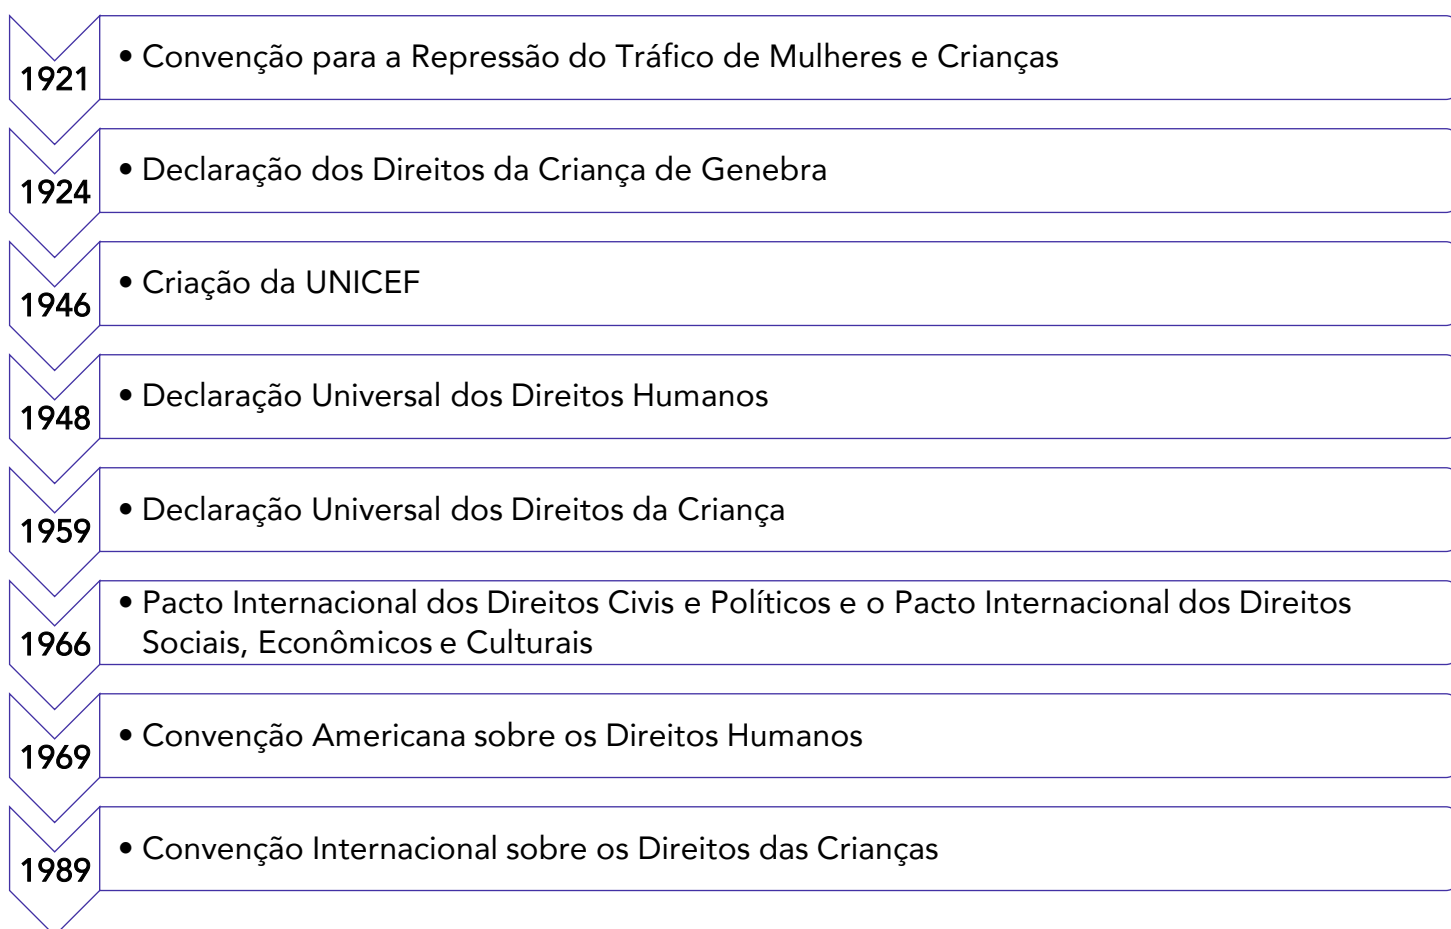 1921
• Convenção para a Repressão do Tráfico de Mulheres e Crianças
1924
• Declaração dos Direitos da Criança de Genebra
1946
• Criação da UNICEF
1948
• Declaração Universal dos Direitos Humanos
1959
• Declaração Universal dos Direitos da Criança
1966
• Pacto Internacional dos Direitos Civis e Políticos e o Pacto Internacional dos Direitos
Sociais, Econômicos e Culturais
1969
• Convenção Americana sobre os Direitos Humanos
1989
• Convenção Internacional sobre os Direitos das Crianças